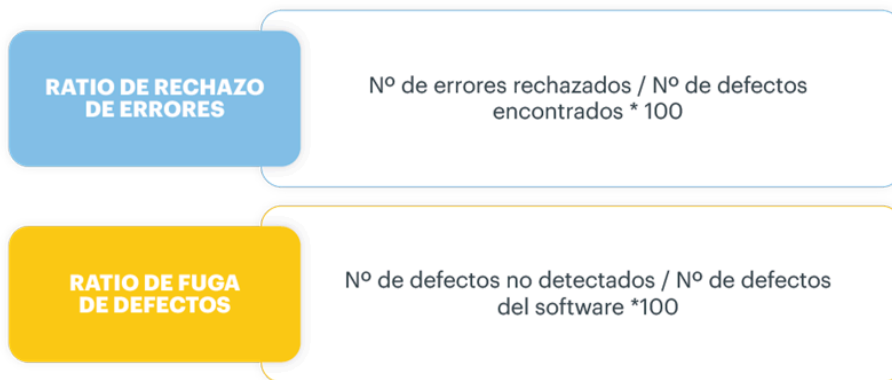 RATIO DE RECHAZO
DE ERRORES
Nº de errores rechazados / Nº de defectos
encontrados * 100
RATIO DE FUGA
DE DEFECTOS
Nº de defectos no detectados / Nº de defectos
del software *100